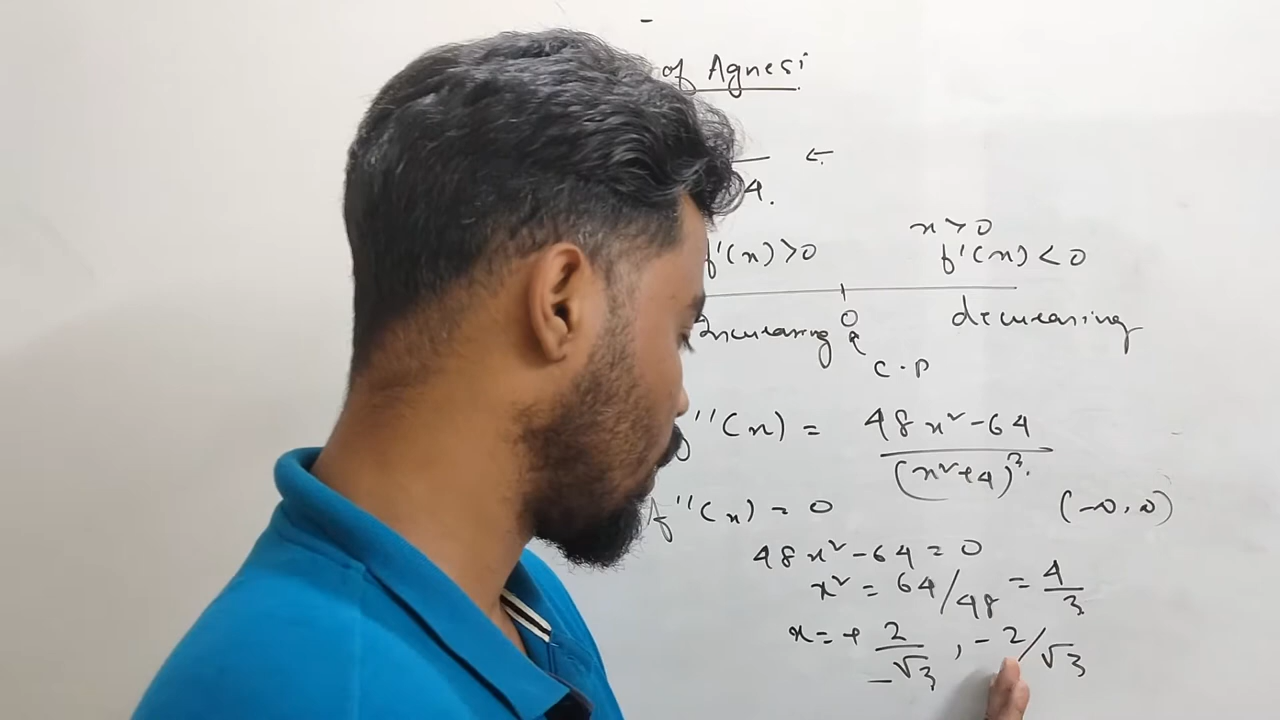 of Agnesi
4. ←
x > 0
f'(x) > 0 f'(x) < 0
Increasing 0 decreasing
C.P
f''(x) = (48x² - 64) / (x² + 4)³
f''(x) = 0 (-∞, ∞)
48x² - 64 = 0
x² = 64/48 = 4/3
x = + 2/√3, - 2/√3